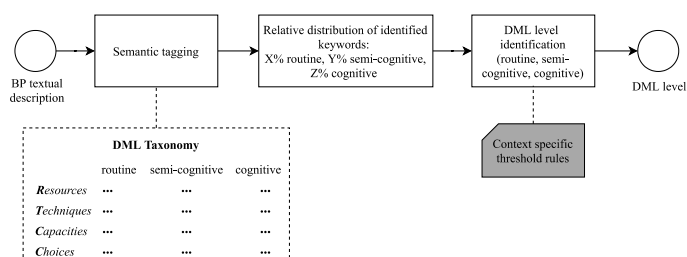 BP textual
description
Semantic tagging
Relative distribution of identified
keywords:
X% routine, Y% semi-cognitive,
Z% cognitive
DML level
identification
(routine, semi-
cognitive, cognitive)
DML level
Context specific
threshold rules
DML Taxonomy
routine semi-cognitive cognitive
Resources ... ... ...
Techniques ... ... ...
Capacities ... ... ...
Choices ... ... ...